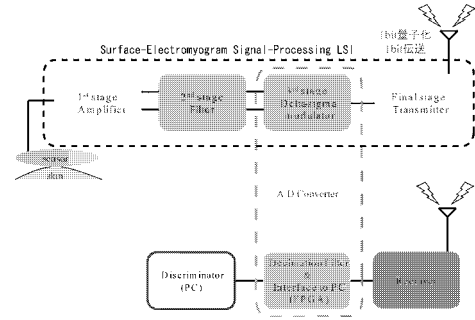 1bit量子化
1bit伝送
Surface-Electromyogram Signal-Processing LSI
1st stage
Amplifier
2nd stage
Filter
3rd stage
Delta-sigma
modulator
Final stage
Transmitter
sensor
skin
A/D Converter
Discriminator
(PC)
Decimation filter
&
Interface to PC
(FPGA)
Receiver